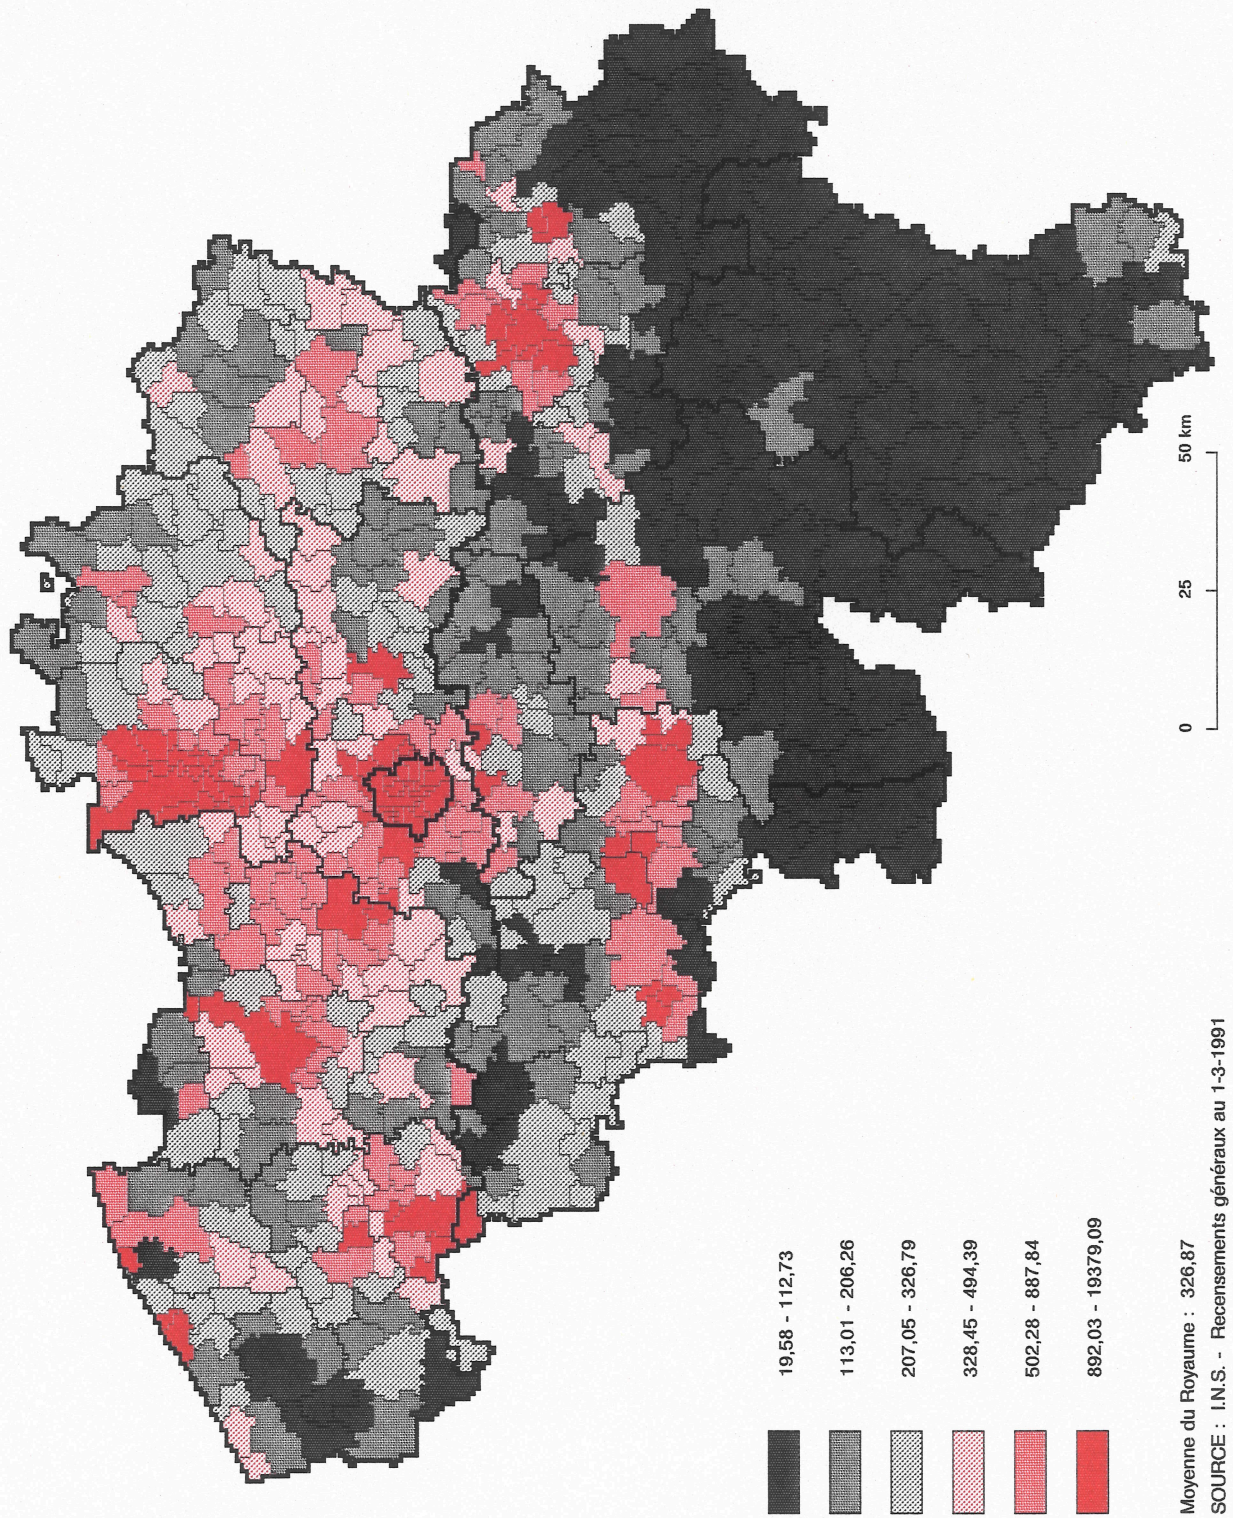 0 25 50 km
19,58 - 112,73
113,01 - 206,26
207,05 - 326,79
328,45 - 494,39
502,28 - 887,84
892,03 - 19379,09
Moyenne du Royaume : 326,87
SOURCE : I.N.S. - Recensements généraux au 1-3-1991